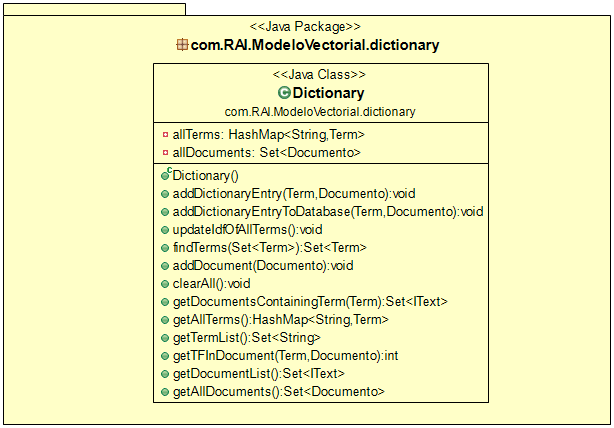 <<Java Package>>
com.RAI.ModeloVectorial.dictionary
<<Java Class>>
C Dictionary
com.RAI.ModeloVectorial.dictionary
allTerms: HashMap<String,Term>
allDocuments: Set<Documento>
C Dictionary()
addDictionaryEntry(Term,Documento):void
addDictionaryEntryToDatabase(Term,Documento):void
updateIdfOfAllTerms():void
findTerms(Set<Term>):Set<Term>
addDocument(Documento):void
clearAll():void
getDocumentsContainingTerm(Term):Set<IText>
getAllTerms():HashMap<String,Term>
getTermList():Set<String>
getTFInDocument(Term,Documento):int
getDocumentList():Set<IText>
getAllDocuments():Set<Documento>